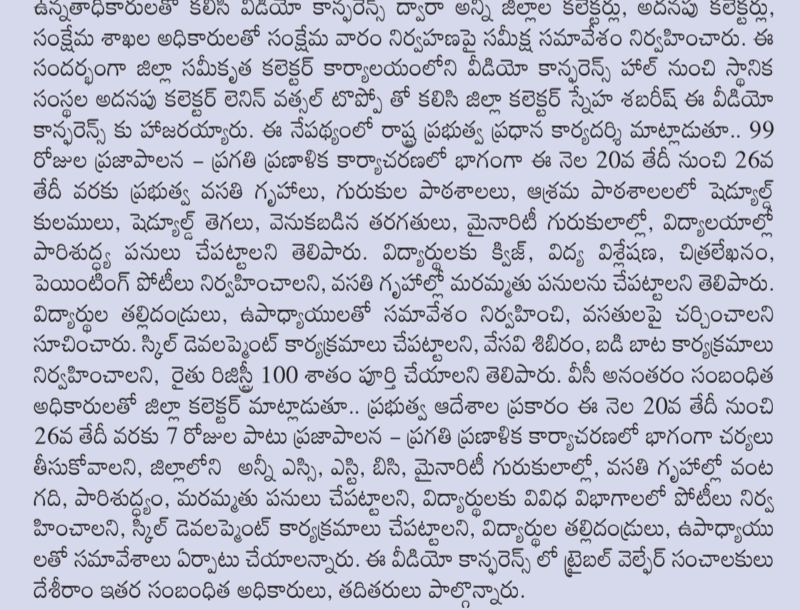 ఉన్నతాధికారులతో కలిసి వీడియో కాన్ఫరెన్స్ ద్వారా అన్ని జిల్లాల కలెక్టర్లు, అదనపు కలెక్టర్లు,
సంక్షేమ శాఖల అధికారులతో సంక్షేమ వారం నిర్వహణపై సమీక్ష సమావేశం నిర్వహించారు. ఈ
సందర్భంగా జిల్లా సమీకృత కలెక్టర్ కార్యాలయంలోని వీడియో కాన్ఫరెన్స్ హాల్ నుంచి స్థానిక
సంస్థల అదనపు కలెక్టర్ లెనిన్ వత్సల్ టొప్పో తో కలిసి జిల్లా కలెక్టర్ స్నేహ శబరీష్ ఈ వీడియో
కాన్ఫరెన్స్ కు హాజరయ్యారు. ఈ నేపథ్యంలో రాష్ట్ర ప్రభుత్వ ప్రధాన కార్యదర్శి మాట్లాడుతూ.. 99
రోజుల ప్రజాపాలన – ప్రగతి ప్రణాళిక కార్యాచరణలో భాగంగా ఈ నెల 20వ తేదీ నుంచి 26వ
తేదీ వరకు ప్రభుత్వ వసతి గృహాలు, గురుకుల పాఠశాలలు, ఆశ్రమ పాఠశాలలలో షెడ్యూల్డ్
కులములు, షెడ్యూల్డ్ తెగలు, వెనుకబడిన తరగతులు, మైనారిటీ గురుకులాల్లో, విద్యాలయాల్లో
పారిశుద్ధ్య పనులు చేపట్టాలని తెలిపారు. విద్యార్థులకు క్విజ్, విద్య విశ్లేషణ, చిత్రలేఖనం,
పెయింటింగ్ పోటీలు నిర్వహించాలని, వసతి గృహాల్లో మరమ్మతు పనులను చేపట్టాలని తెలిపారు.
విద్యార్థుల తల్లిదండ్రులు, ఉపాధ్యాయులతో సమావేశం నిర్వహించి, వసతులపై చర్చించాలని
సూచించారు. స్కిల్ డెవలప్మెంట్ కార్యక్రమాలు చేపట్టాలని, వేసవి శిబిరం, బడి బాట కార్యక్రమాలు
నిర్వహించాలని, రైతు రిజిస్ట్రీ 100 శాతం పూర్తి చేయాలని తెలిపారు. వీసీ అనంతరం సంబంధిత
అధికారులతో జిల్లా కలెక్టర్ మాట్లాడుతూ.. ప్రభుత్వ ఆదేశాల ప్రకారం ఈ నెల 20వ తేదీ నుంచి
26వ తేదీ వరకు 7 రోజుల పాటు ప్రజాపాలన – ప్రగతి ప్రణాళిక కార్యాచరణలో భాగంగా చర్యలు
తీసుకోవాలని, జిల్లాలోని అన్నీ ఎస్సి, ఎస్టి, బిసి, మైనారిటీ గురుకులాల్లో, వసతి గృహాల్లో వంట
గది, పారిశుద్ధ్యం, మరమ్మతు పనులు చేపట్టాలని, విద్యార్థులకు వివిధ విభాగాలలో పోటీలు నిర్వ
హించాలని, స్కిల్ డెవలప్మెంట్ కార్యక్రమాలు చేపట్టాలని, విద్యార్థుల తల్లిదండ్రులు, ఉపాధ్యాయు
లతో సమావేశాలు ఏర్పాటు చేయాలన్నారు. ఈ వీడియో కాన్ఫరెన్స్ లో ట్రైబల్ వెల్ఫేర్ సంచాలకులు
దేశీరాం ఇతర సంబంధిత అధికారులు, తదితరులు పాల్గొన్నారు.